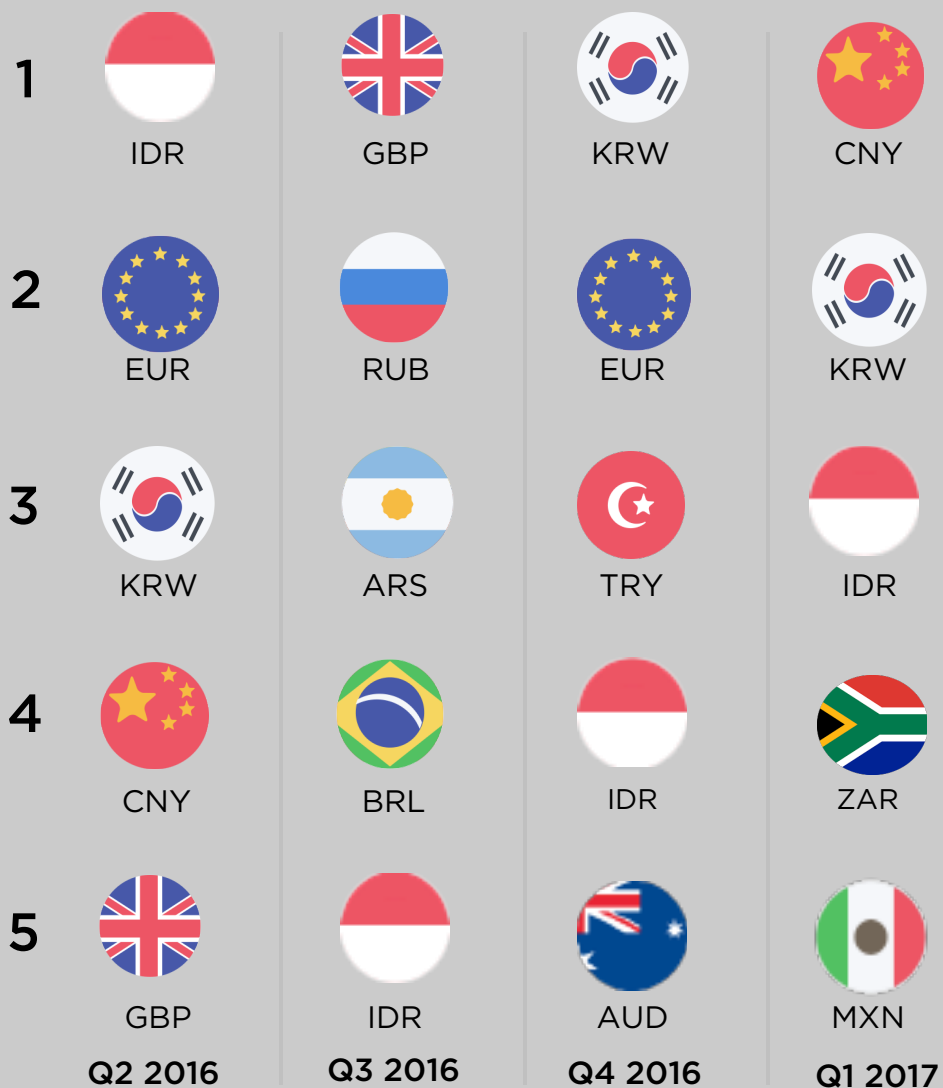 1
IDR GBP KRW CNY
2
EUR RUB EUR KRW
3
KRW ARS TRY IDR
4
CNY BRL IDR ZAR
5
GBP IDR AUD MXN
Q2 2016 Q3 2016 Q4 2016 Q1 2017